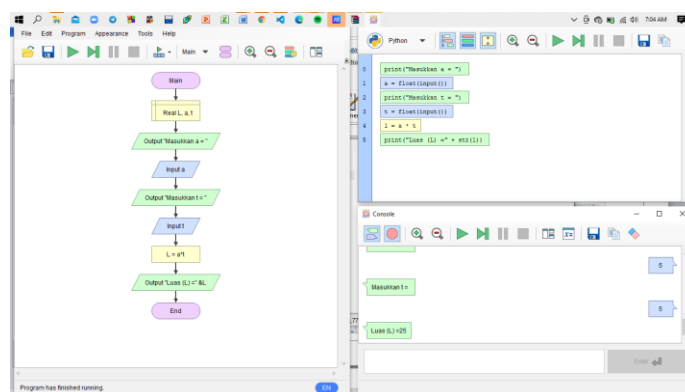 7:04 AM
File Edit Program Appearance Tools Help
Main
Main
Real L, a, t
Output "Masukkan a = "
Input a
Output "Masukkan t = "
Input t
L = a*t
Output "Luas (L) =" &L
End
Program has finished running.
EN
Python
0 print("Masukkan a = ")
1 a = float(input())
2 print("Masukkan t = ")
3 t = float(input())
4 l = a * t
5 print("Luas (L) =" + str(l))
Console
5
Masukkan t =
5
Luas (L) =25
Enter